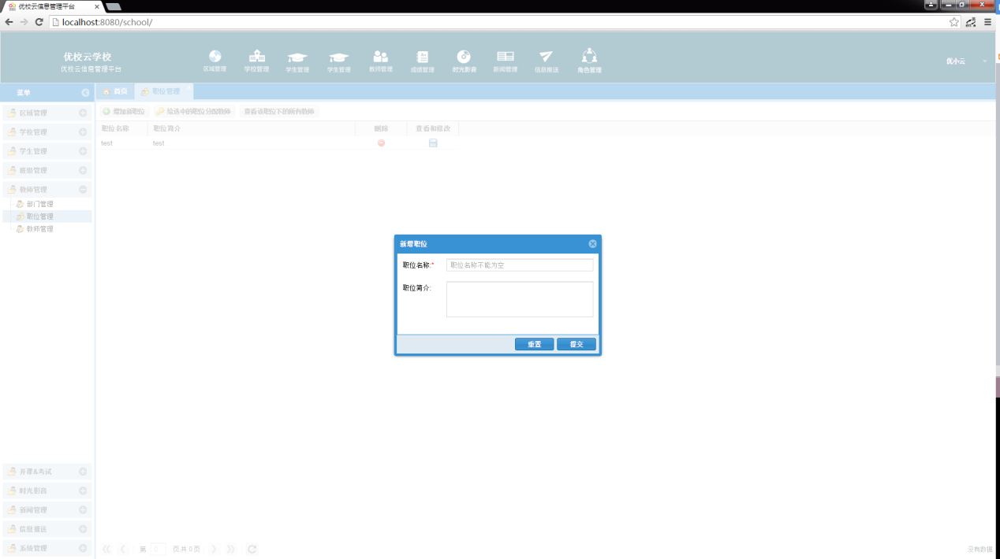 优校云信息管理平台
localhost:8080/school/
优校云学校
优校云信息管理平台
区域管理
学校管理
学生管理
学生管理
教师管理
成绩管理
时光影音
新闻管理
信息推送
角色管理
优小云
菜单
首页
职位管理
区域管理
学校管理
学生管理
班级管理
教师管理
部门管理
职位管理
教师管理
增加新职位
给选中的职位分配教师
查看该职位下的所有教师
职位名称
职位简介
删除
查看和修改
test
test
新增职位
职位名称:*
职位名称不能为空
职位简介:
重置
提交
开课&考试
时光影音
新闻管理
信息推送
系统管理
第 0 页,共 0 页
没有数据